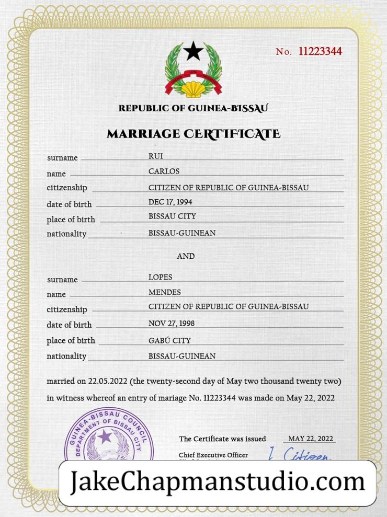 No. 11223344
REPUBLIC OF GUINEA-BISSAU
MARRIAGE CERTIFICATE
surname RUI
name CARLOS
citizenship CITIZEN OF REPUBLIC OF GUINEA-BISSAU
date of birth DEC 17, 1994
place of birth BISSAU CITY
nationality BISSAU-GUINEAN
AND
surname LOPES
name MENDES
citizenship CITIZEN OF REPUBLIC OF GUINEA-BISSAU
date of birth NOV 27, 1998
place of birth GABÚ CITY
nationality BISSAU-GUINEAN
married on 22.05.2022 (the twenty-second day of May two thousand twenty two)
in witness whereof an entry of mariage No. 11223344 was made on May 22, 2022
GUINEA-BISSAU COUNCIL
DEPARTMENT OF BISSAU CITY
The Certificate was issued MAY 22, 2022
Chief Executive Officer Citizen
JakeChapmanstudio.com